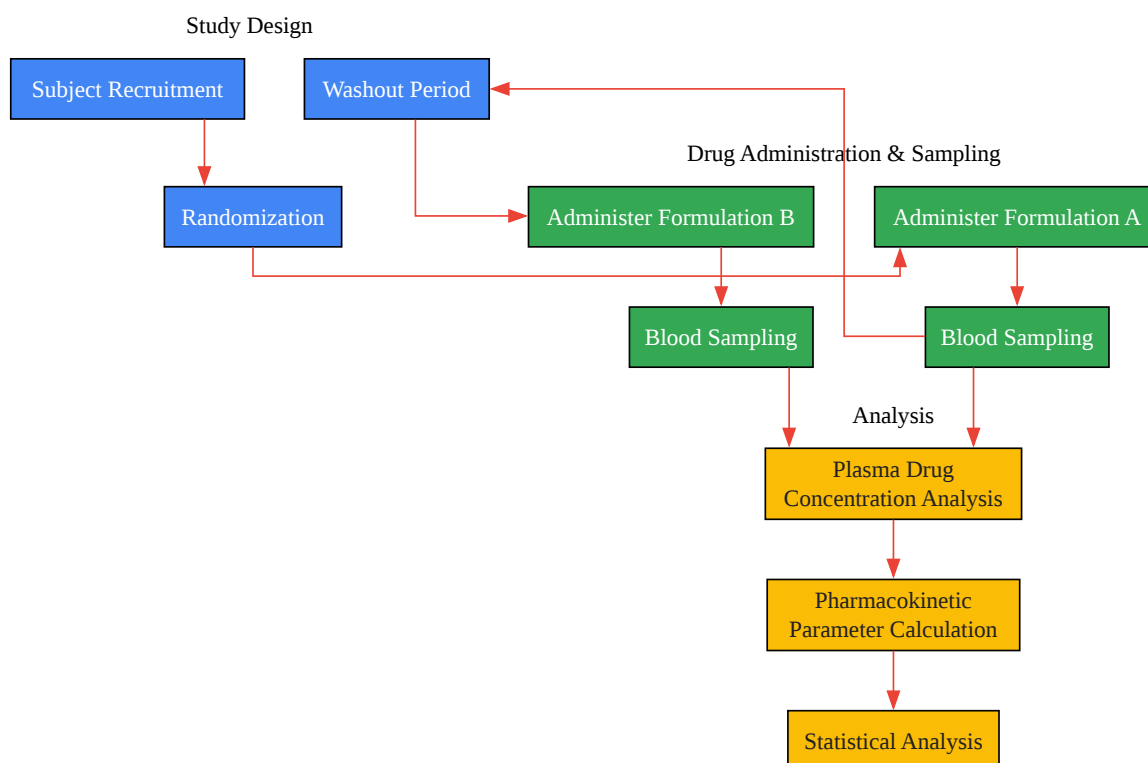 Study Design
Subject Recruitment
Washout Period
Drug Administration & Sampling
Randomization
Administer Formulation B
Administer Formulation A
Blood Sampling
Blood Sampling
Analysis
Plasma Drug
Concentration Analysis
Pharmacokinetic
Parameter Calculation
Statistical Analysis